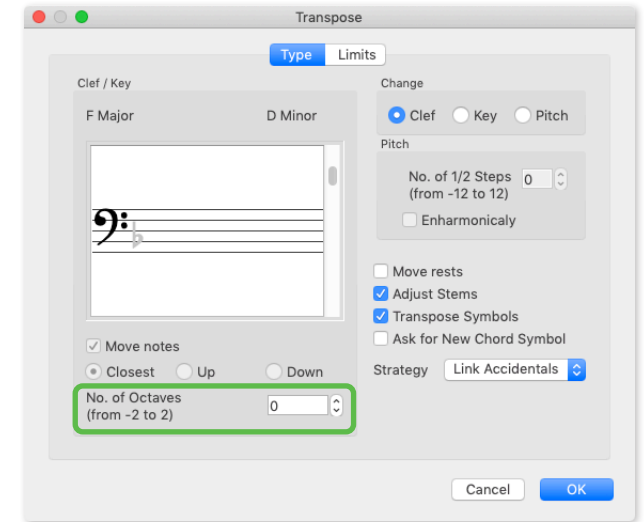 Transpose
Type Limits
Clef / Key
F Major D Minor
Move notes
Closest Up Down
No. of Octaves
(from -2 to 2)
0
Change
Clef Key Pitch
Pitch
No. of 1/2 Steps
(from -12 to 12)
0
Enharmonicaly
Move rests
Adjust Stems
Transpose Symbols
Ask for New Chord Symbol
Strategy Link Accidentals
Cancel OK